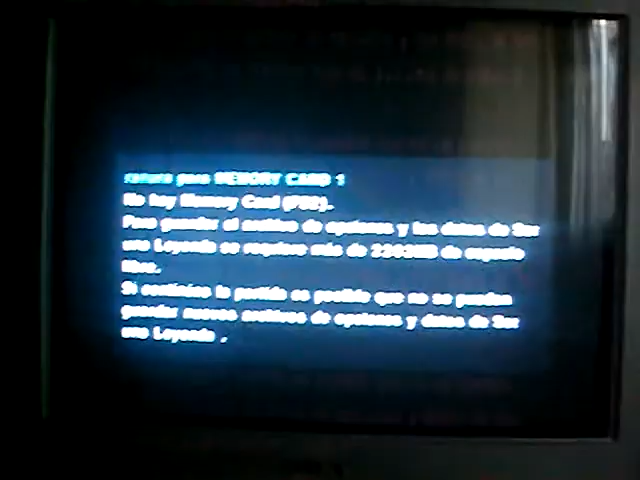 ranura para MEMORY CARD 1
No hay Memory Card (PS2).
Para guardar el archivo de opciones y los datos de Ser
una Leyenda se requiere más de de espacio
libre.
Si continúas la partida es posible que no se puedan
guardar nuevos archivos de opciones y datos de Ser
una Leyenda .